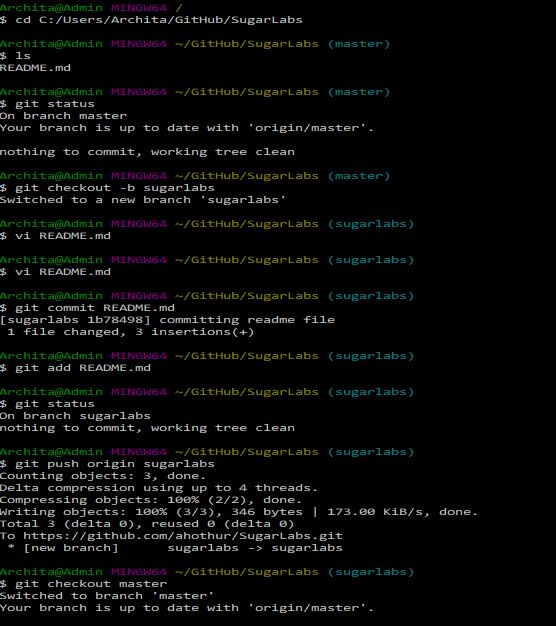 Archita@Admin MINGW64 /
$ cd C:/Users/Archita/GitHub/SugarLabs
Archita@Admin MINGW64 ~/GitHub/SugarLabs (master)
$ ls
README.md
Archita@Admin MINGW64 ~/GitHub/SugarLabs (master)
$ git status
On branch master
Your branch is up to date with 'origin/master'.
nothing to commit, working tree clean
Archita@Admin MINGW64 ~/GitHub/SugarLabs (master)
$ git checkout -b sugarlabs
Switched to a new branch 'sugarlabs'
Archita@Admin MINGW64 ~/GitHub/SugarLabs (sugarlabs)
$ vi README.md
Archita@Admin MINGW64 ~/GitHub/SugarLabs (sugarlabs)
$ vi README.md
Archita@Admin MINGW64 ~/GitHub/SugarLabs (sugarlabs)
$ git commit README.md
[sugarlabs 1b78498] committing readme file
1 file changed, 3 insertions(+)
Archita@Admin MINGW64 ~/GitHub/SugarLabs (sugarlabs)
$ git add README.md
Archita@Admin MINGW64 ~/GitHub/SugarLabs (sugarlabs)
$ git status
On branch sugarlabs
nothing to commit, working tree clean
Archita@Admin MINGW64 ~/GitHub/SugarLabs (sugarlabs)
$ git push origin sugarlabs
Counting objects: 3, done.
Delta compression using up to 4 threads.
Compressing objects: 100% (2/2), done.
Writing objects: 100% (3/3), 346 bytes | 173.00 KiB/s, done.
Total 3 (delta 0), reused 0 (delta 0)
To https://github.com/ahothur/SugarLabs.git
* [new branch] sugarlabs -> sugarlabs
Archita@Admin MINGW64 ~/GitHub/SugarLabs (sugarlabs)
$ git checkout master
Switched to branch 'master'
Your branch is up to date with 'origin/master'.